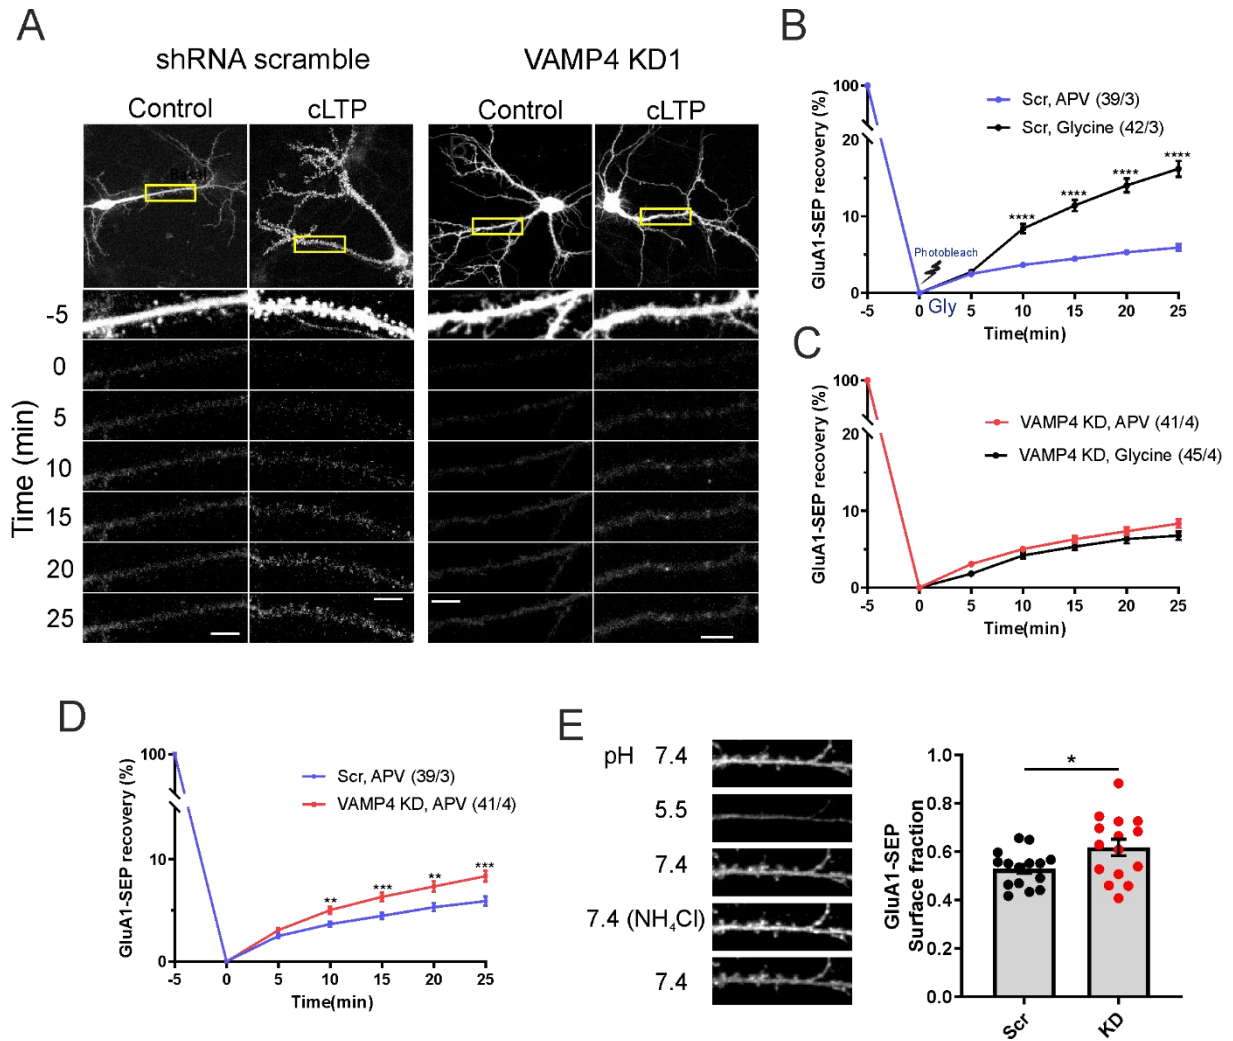 A
shRNA scramble
VAMP4 KD1
Control
cLTP
Control
cLTP
Basal
Time (min)
-5
0
5
10
15
20
25
B
GluA1-SEP recovery (%)
100
20
10
0
Scr, APV (39/3)
Scr, Glycine (42/3)
****
****
****
****
Photobleach
Gly
-5
0
5
10
15
20
25
Time(min)
C
GluA1-SEP recovery (%)
100
20
10
0
VAMP4 KD, APV (41/4)
VAMP4 KD, Glycine (45/4)
-5
0
5
10
15
20
25
Time(min)
D
GluA1-SEP recovery (%)
100
10
0
Scr, APV (39/3)
VAMP4 KD, APV (41/4)
**
***
**
***
-5
0
5
10
15
20
25
Time(min)
E
pH 7.4
5.5
7.4
7.4 (NH₄Cl)
7.4
GluA1-SEP
Surface fraction
1.0
0.8
0.6
0.4
0.2
0.0
*
Scr
KD